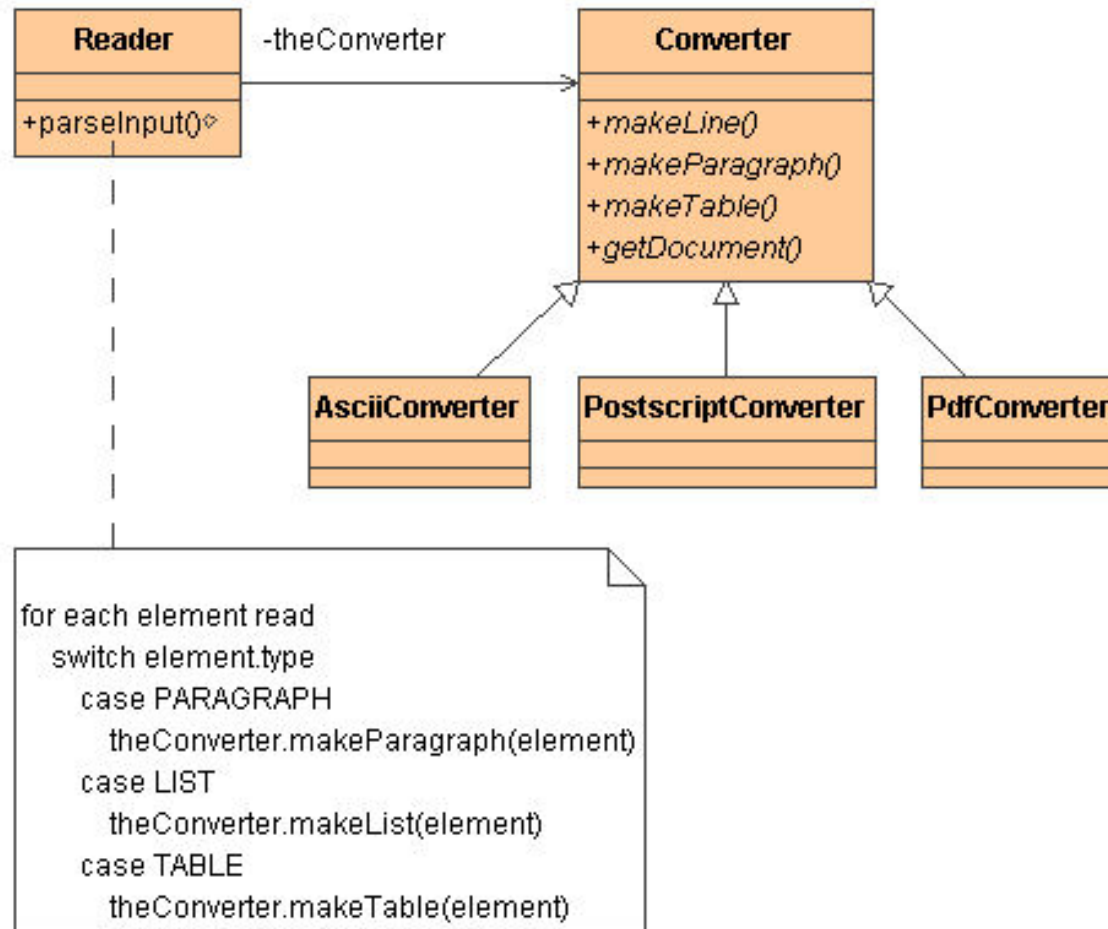 Reader
-theConverter
Converter
+parseInput()
+makeLine()
+makeParagraph()
+makeTable()
+getDocument()
AsciiConverter
PostscriptConverter
PdfConverter
for each element read
switch element.type
case PARAGRAPH
theConverter.makeParagraph(element)
case LIST
theConverter.makeList(element)
case TABLE
theConverter.makeTable(element)